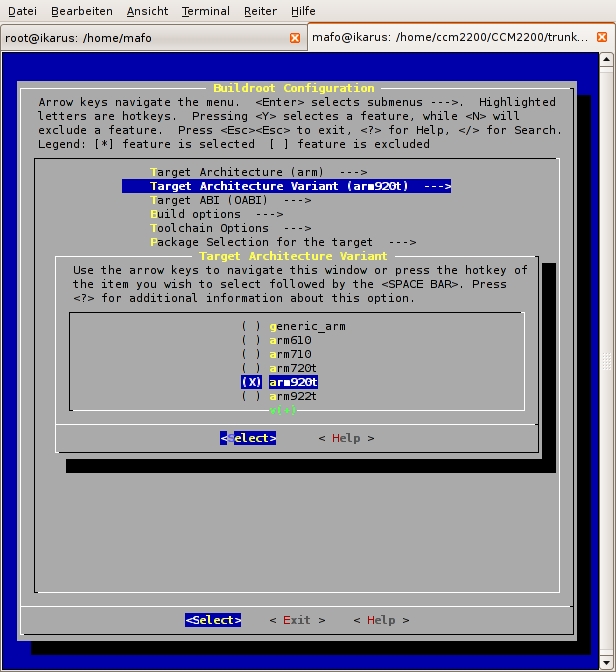 Datei Bearbeiten Ansicht Terminal Reiter Hilfe
root@ikarus: /home/mafo
mafo@ikarus: /home/ccm2200/CCM2200/trunk...
Buildroot Configuration
Arrow keys navigate the menu. <Enter> selects submenus --->. Highlighted
letters are hotkeys. Pressing <Y> selectes a feature, while <N> will
exclude a feature. Press <Esc><Esc> to exit, <?> for Help, </> for Search.
Legend: [*] feature is selected [ ] feature is excluded
Target Architecture (arm) --->
Target Architecture Variant (arm920t) --->
Target ABI (OABI) --->
Build options --->
Toolchain Options --->
Package Selection for the target --->
Target Architecture Variant
Use the arrow keys to navigate this window or press the hotkey of
the item you wish to select followed by the <SPACE BAR>. Press
<?> for additional information about this option.
( ) generic_arm
( ) arm610
( ) arm710
( ) arm720t
(X) arm920t
( ) arm922t
v(+)
<Select> < Help >
<Select> < Exit > < Help >